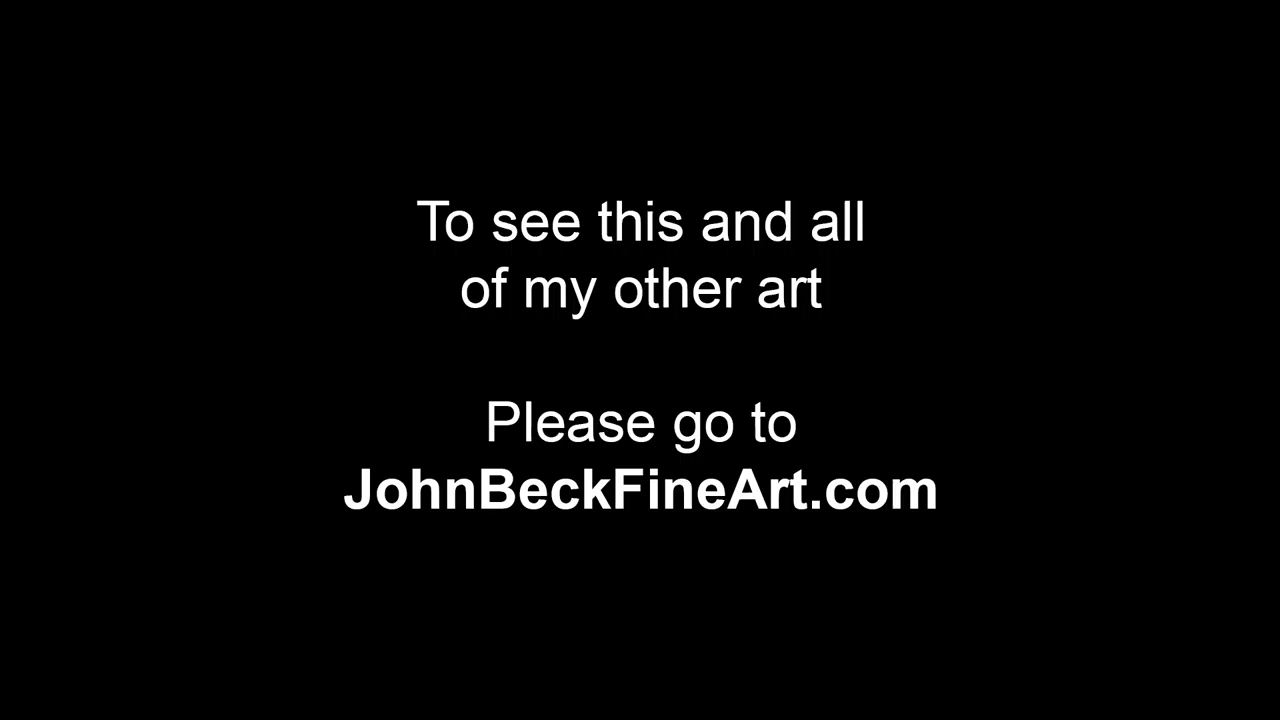 To see this and all
of my other art
Please go to
JohnBeckFineArt.com